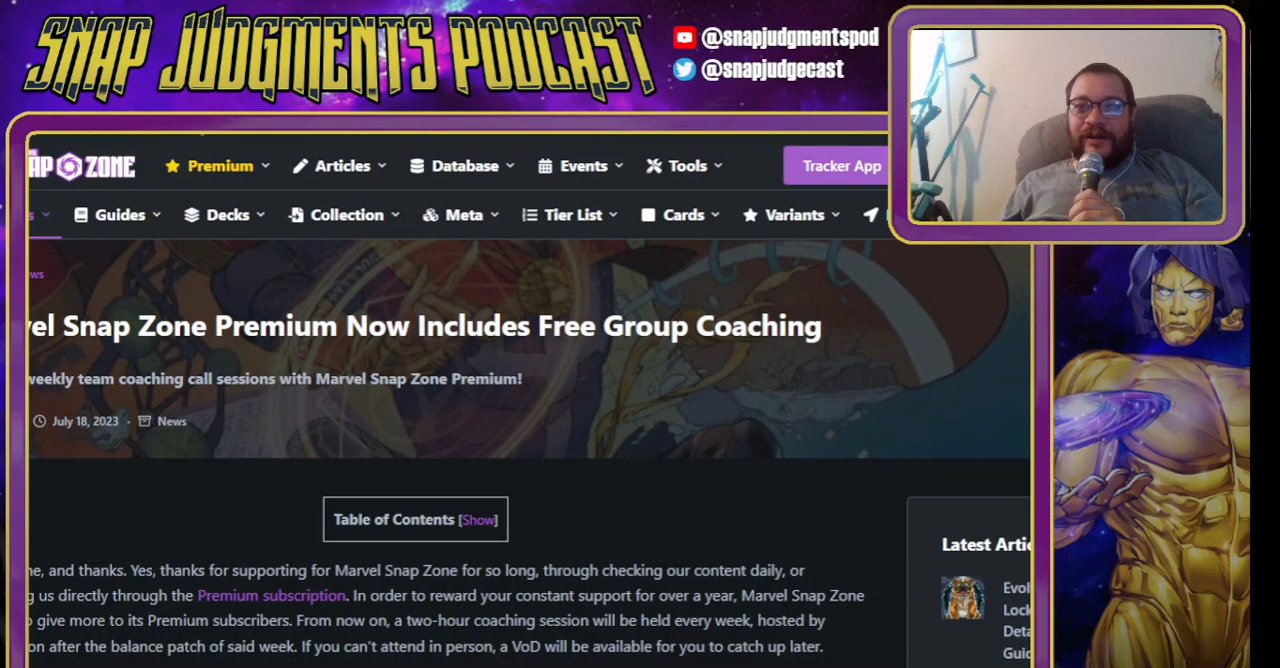 SNAP JUDGMENTS PODCAST
@snapjudgmentspod
@snapjudgecast
AP ZONE
Premium
Articles
Database
Events
Tools
Tracker App
s
Guides
Decks
Collection
Meta
Tier List
Cards
Variants
ws
vel Snap Zone Premium Now Includes Free Group Coaching
weekly team coaching call sessions with Marvel Snap Zone Premium!
July 18, 2023 · News
Table of Contents [Show]
ne, and thanks. Yes, thanks for supporting for Marvel Snap Zone for so long, through checking our content daily, or
g us directly through the Premium subscription. In order to reward your constant support for over a year, Marvel Snap Zone
o give more to its Premium subscribers. From now on, a two-hour coaching session will be held every week, hosted by
on after the balance patch of said week. If you can't attend in person, a VoD will be available for you to catch up later.
Latest Artic
Evol
Lock
Deta
Guid